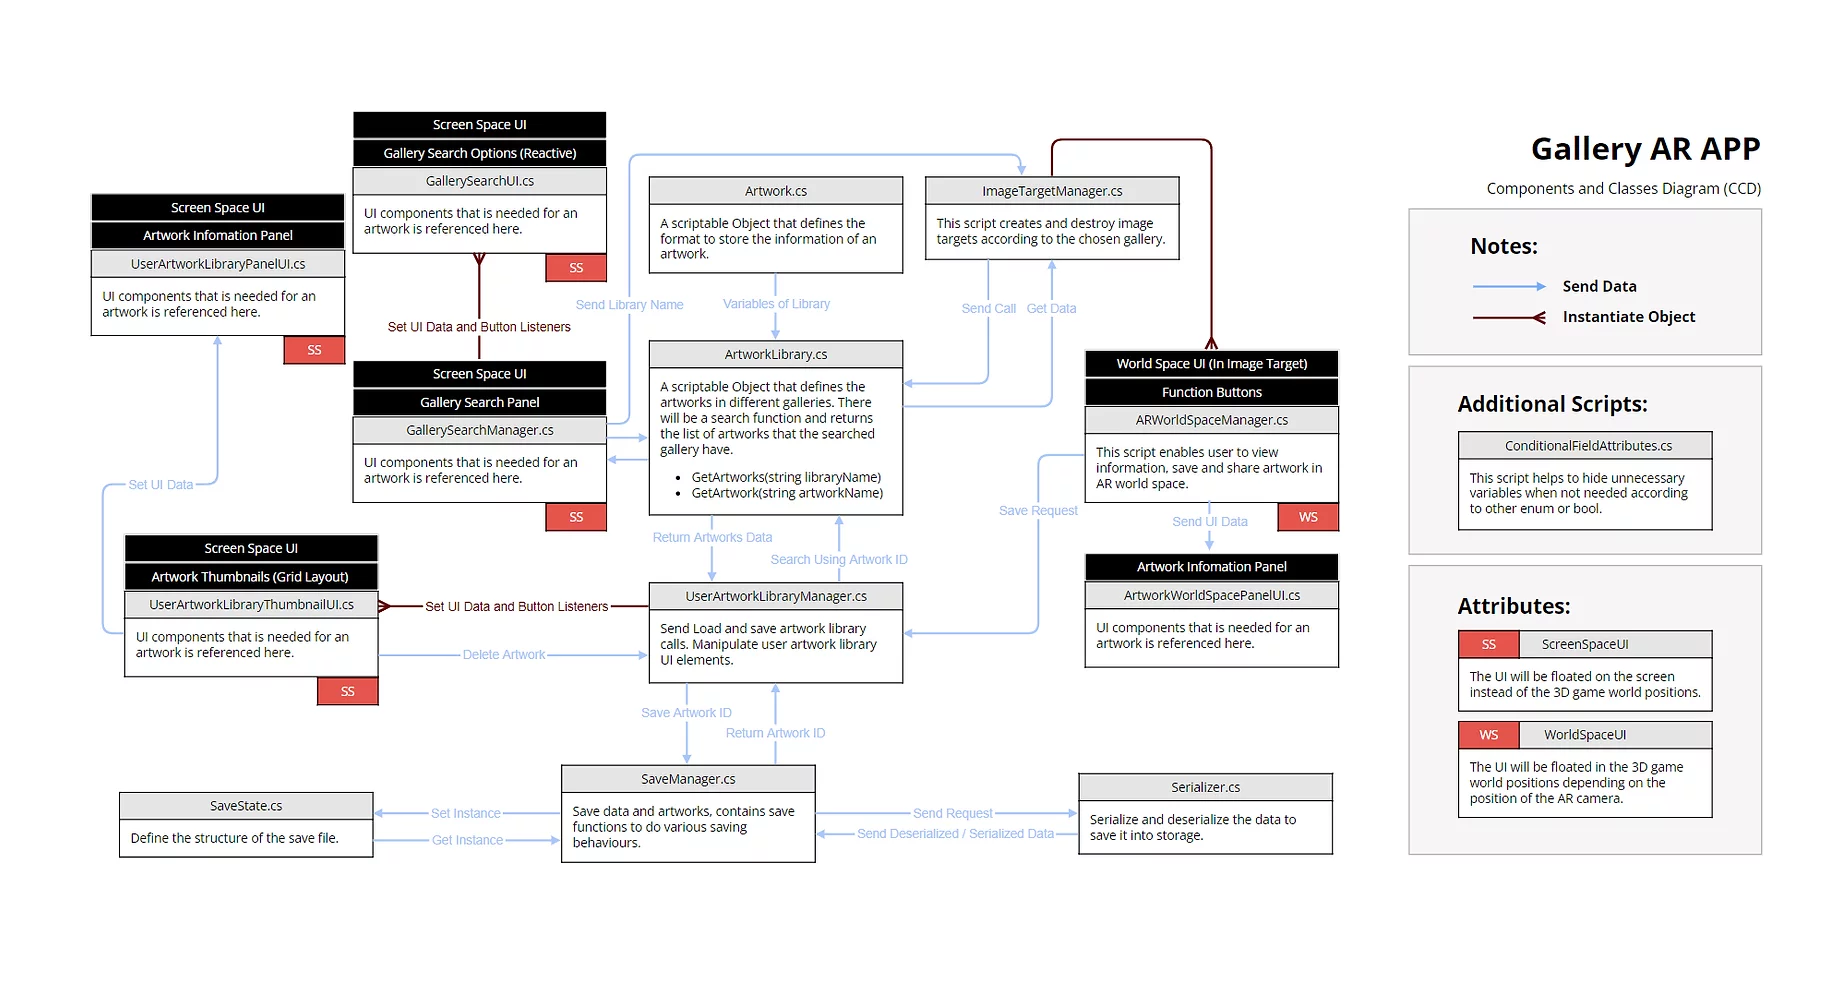 Gallery AR APP
Components and Classes Diagram (CCD)
Screen Space UI
Gallery Search Options (Reactive)
GallerySearchUI.cs
UI components that is needed for an
artwork is referenced here.
SS
Screen Space UI
Artwork Infomation Panel
UserArtworkLibraryPanelUI.cs
UI components that is needed for an
artwork is referenced here.
SS
Set UI Data and Button Listeners
Send Library Name
Artwork.cs
A scriptable Object that defines the
format to store the information of an
artwork.
Variables of Library
ImageTargetManager.cs
This script creates and destroy image
targets according to the chosen gallery.
Send Call
Get Data
Screen Space UI
Gallery Search Panel
GallerySearchManager.cs
UI components that is needed for an
artwork is referenced here.
SS
ArtworkLibrary.cs
A scriptable Object that defines the
artworks in different galleries. There
will be a search function and returns
the list of artworks that the searched
gallery have.
• GetArtworks(string libraryName)
• GetArtwork(string artworkName)
World Space UI (In Image Target)
Function Buttons
ARWorldSpaceManager.cs
This script enables user to view
information, save and share artwork in
AR world space.
WS
Set UI Data
Save Request
Send UI Data
Return Artworks Data
Search Using Artwork ID
Screen Space UI
Artwork Thumbnails (Grid Layout)
UserArtworkLibraryThumbnailUI.cs
UI components that is needed for an
artwork is referenced here.
SS
Set UI Data and Button Listeners
Delete Artwork
UserArtworkLibraryManager.cs
Send Load and save artwork library
calls. Manipulate user artwork library
UI elements.
Artwork Infomation Panel
ArtworkWorldSpacePanelUI.cs
UI components that is needed for an
artwork is referenced here.
Save Artwork ID
Return Artwork ID
SaveState.cs
Define the structure of the save file.
Set Instance
Get Instance
SaveManager.cs
Save data and artworks, contains save
functions to do various saving
behaviours.
Send Request
Send Deserialized / Serialized Data
Serializer.cs
Serialize and deserialize the data to
save it into storage.
Notes:
Send Data
Instantiate Object
Additional Scripts:
ConditionalFieldAttributes.cs
This script helps to hide unnecessary
variables when not needed according
to other enum or bool.
Attributes:
SS ScreenSpaceUI
The UI will be floated on the screen
instead of the 3D game world positions.
WS WorldSpaceUI
The UI will be floated in the 3D game
world positions depending on the
position of the AR camera.